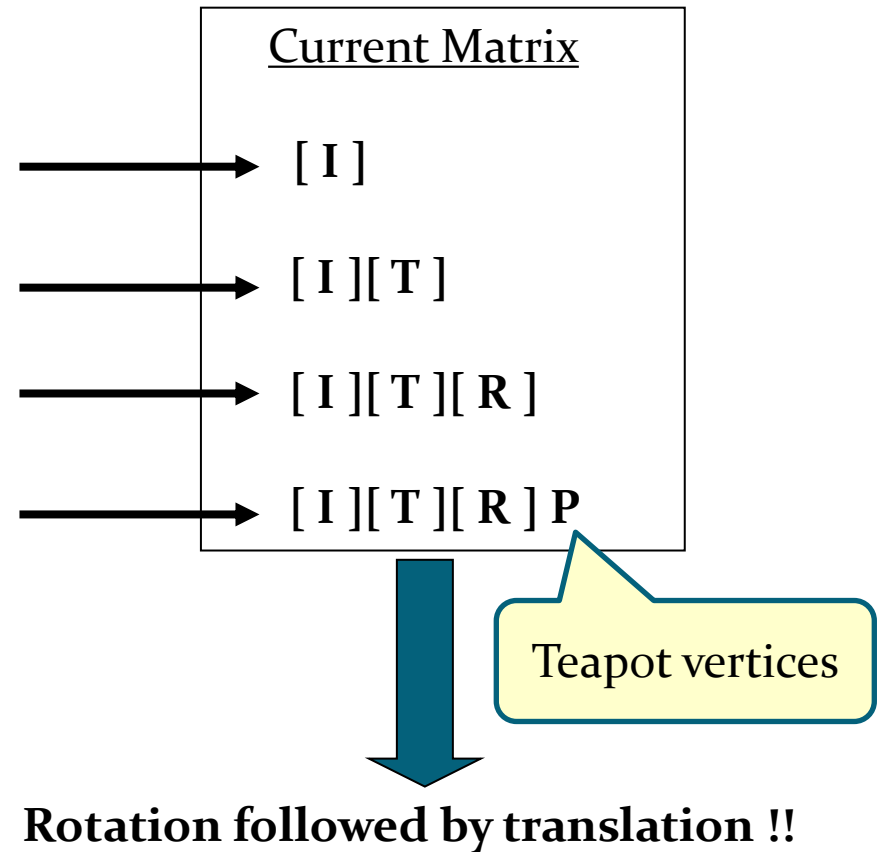 Current Matrix
[ I ]
[ I ][ T ]
[ I ][ T ][ R ]
[ I ][ T ][ R ] P
Teapot vertices
Rotation followed by translation !!